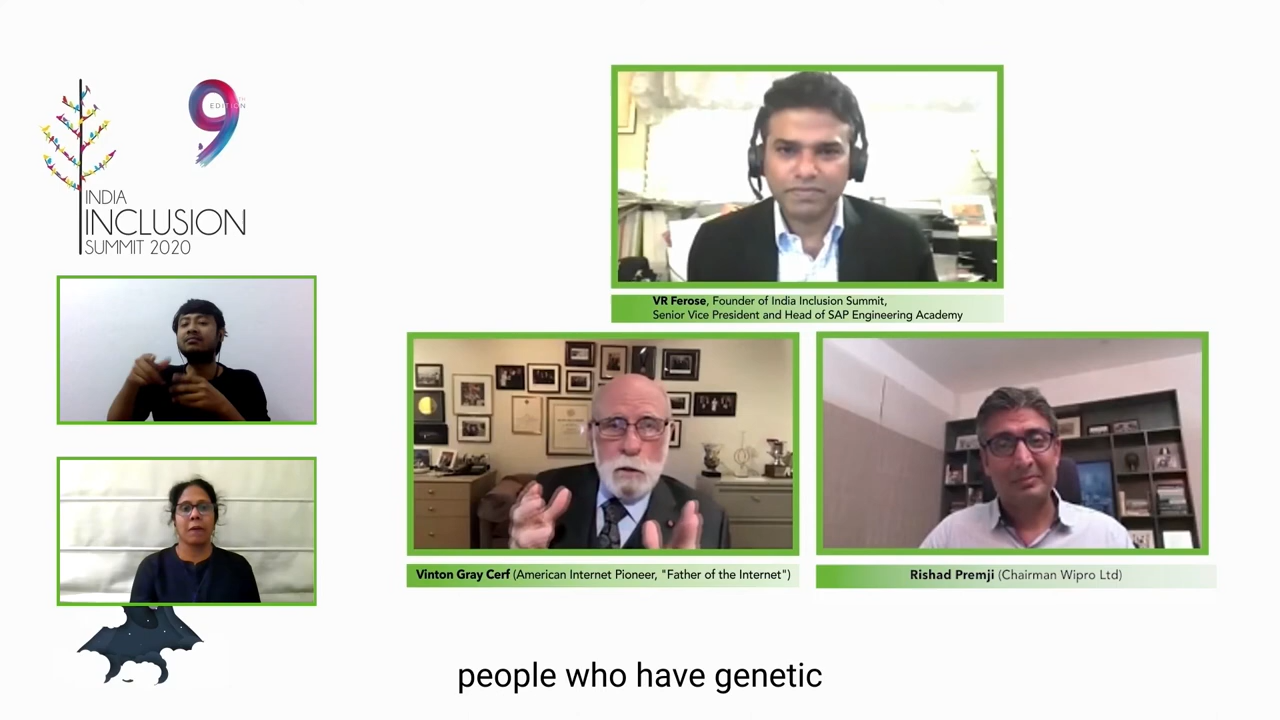 9
EDITION
INDIA
INCLUSION
SUMMIT 2020
VR Ferose, Founder of India Inclusion Summit,
Senior Vice President and Head of SAP Engineering Academy
Vinton Gray Cerf (American Internet Pioneer, "Father of the Internet")
Rishad Premji (Chairman Wipro Ltd)
people who have genetic